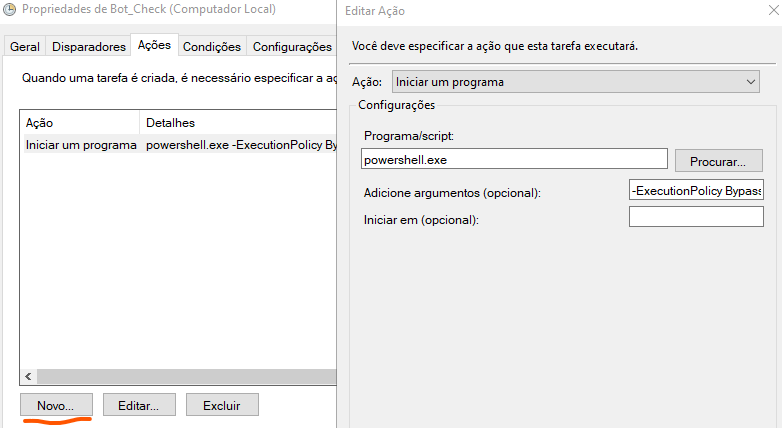 Propriedades de Bot_Check (Computador Local)
Geral Disparadores Ações Condições Configurações
Quando uma tarefa é criada, é necessário especificar a aç
Ação Detalhes
Iniciar um programa powershell.exe -ExecutionPolicy By
Novo... Editar... Excluir
Editar Ação
Você deve especificar a ação que esta tarefa executará.
Ação: Iniciar um programa
Configurações
Programa/script:
powershell.exe Procurar...
Adicione argumentos (opcional): -ExecutionPolicy Bypass
Iniciar em (opcional):